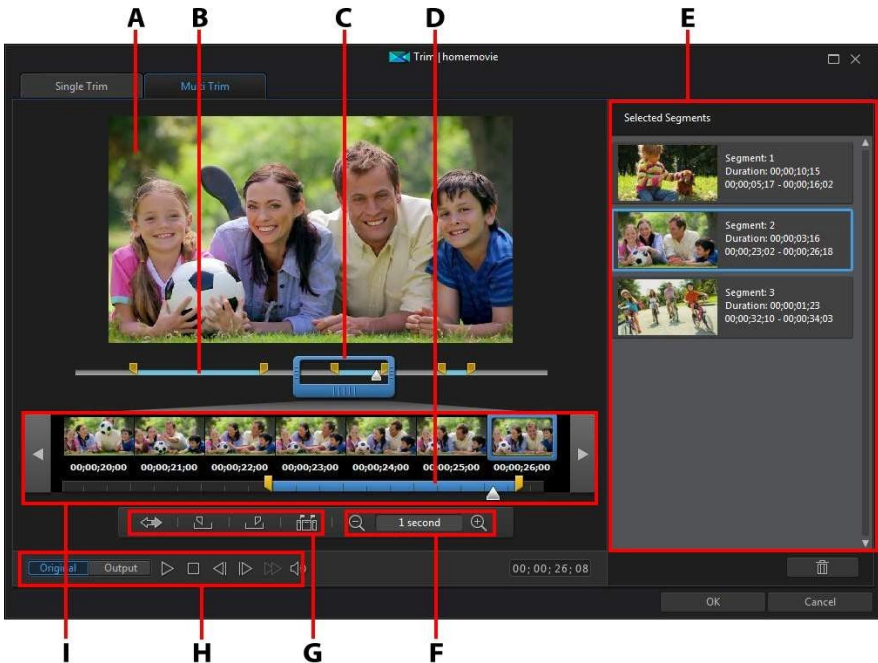 A B C D E
Trim | homemovie
Single Trim
Multi Trim
Selected Segments
Segment: 1
Duration: 00;00;10;15
00;00;05;17 - 00;00;16;02
Segment: 2
Duration: 00;00;03;16
00;00;23;02 - 00;00;26;18
Segment: 3
Duration: 00;00;01;23
00;00;32;10 - 00;00;34;03
00;00;20;00 00;00;21;00 00;00;22;00 00;00;23;00 00;00;24;00 00;00;25;00 00;00;26;00
1 second
Original Output
00; 00; 26; 08
OK Cancel
I H G F